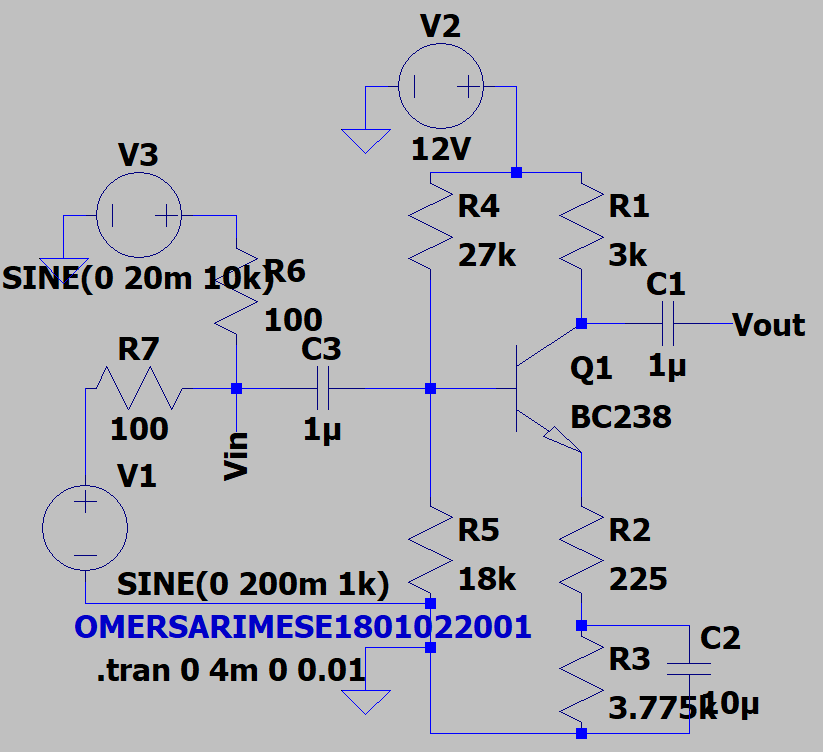 V2
12V
V3
SINE(0 20m 10k)
R6
100
R4
27k
R1
3k
C1
1µ
Vout
R7
100
C3
1µ
Vin
Q1
BC238
V1
SINE(0 200m 1k)
R5
18k
R2
225
OMERSARIMESE1801022001
.tran 0 4m 0 0.01
R3
3.775k
C2
10µ